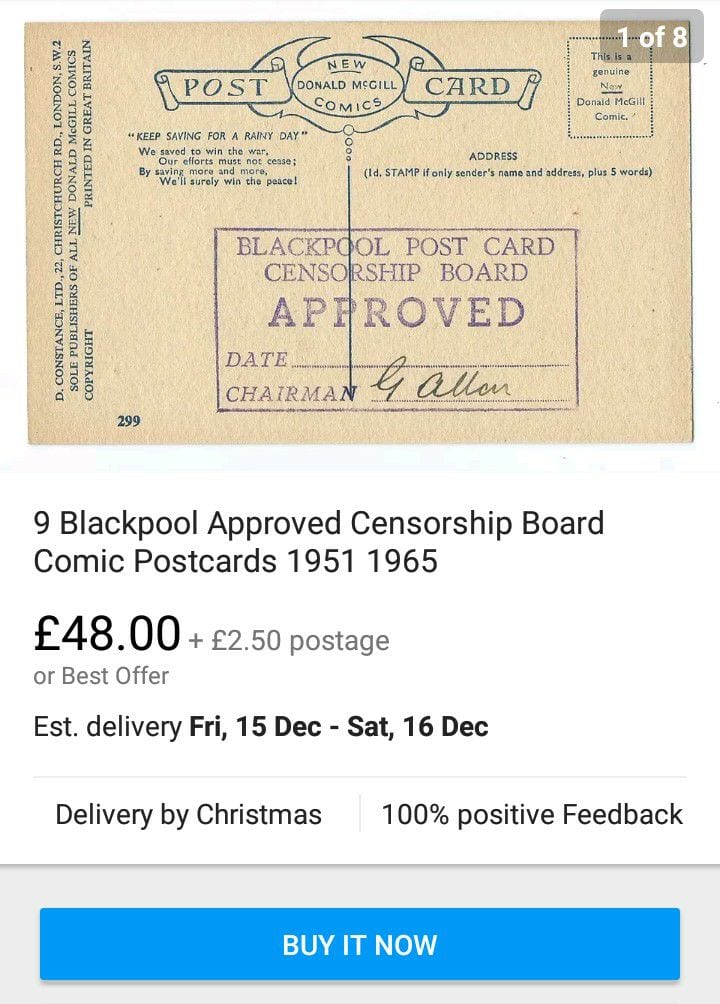 1 of 8
D. CONSTANCE, LTD., 22, CHRISTCHURCH RD., LONDON, S.W.2
SOLE PUBLISHERS OF ALL NEW DONALD McGILL COMICS
COPYRIGHT PRINTED IN GREAT BRITAIN
NEW
POST DONALD McGILL CARD
COMICS
This is a
genuine
New
Donald McGill
Comic.
"KEEP SAVING FOR A RAINY DAY"
We saved to win the war,
Our efforts must not cease;
By saving more and more,
We'll surely win the peace!
ADDRESS
(1d. STAMP if only sender's name and address, plus 5 words)
BLACKPOOL POST CARD
CENSORSHIP BOARD
APPROVED
DATE
CHAIRMAN G Allen
299
9 Blackpool Approved Censorship Board
Comic Postcards 1951 1965
£48.00 + £2.50 postage
or Best Offer
Est. delivery Fri, 15 Dec - Sat, 16 Dec
Delivery by Christmas
100% positive Feedback
BUY IT NOW